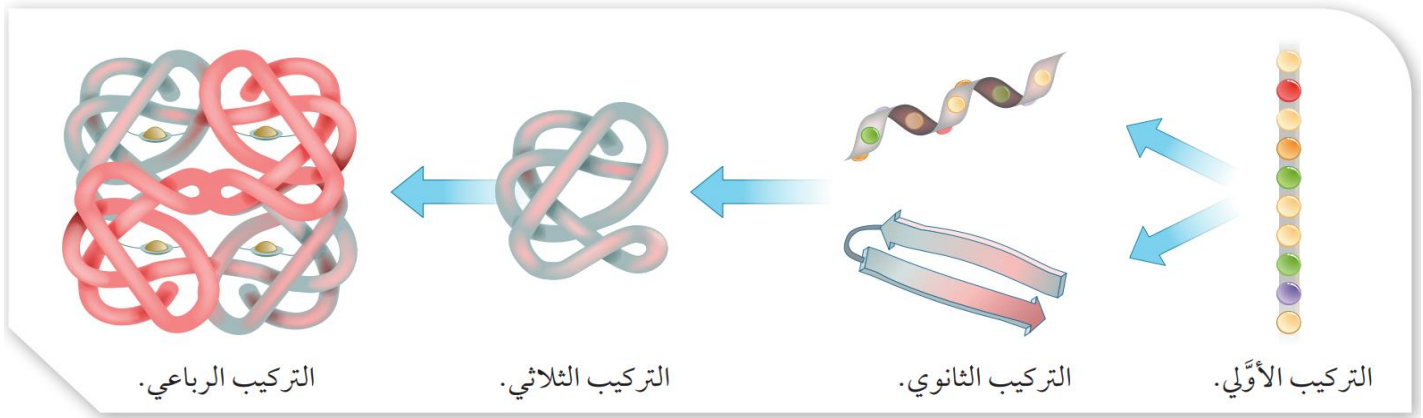 التركيب الأوَّلي.
التركيب الثانوي.
التركيب الثلاثي.
التركيب الرباعي.